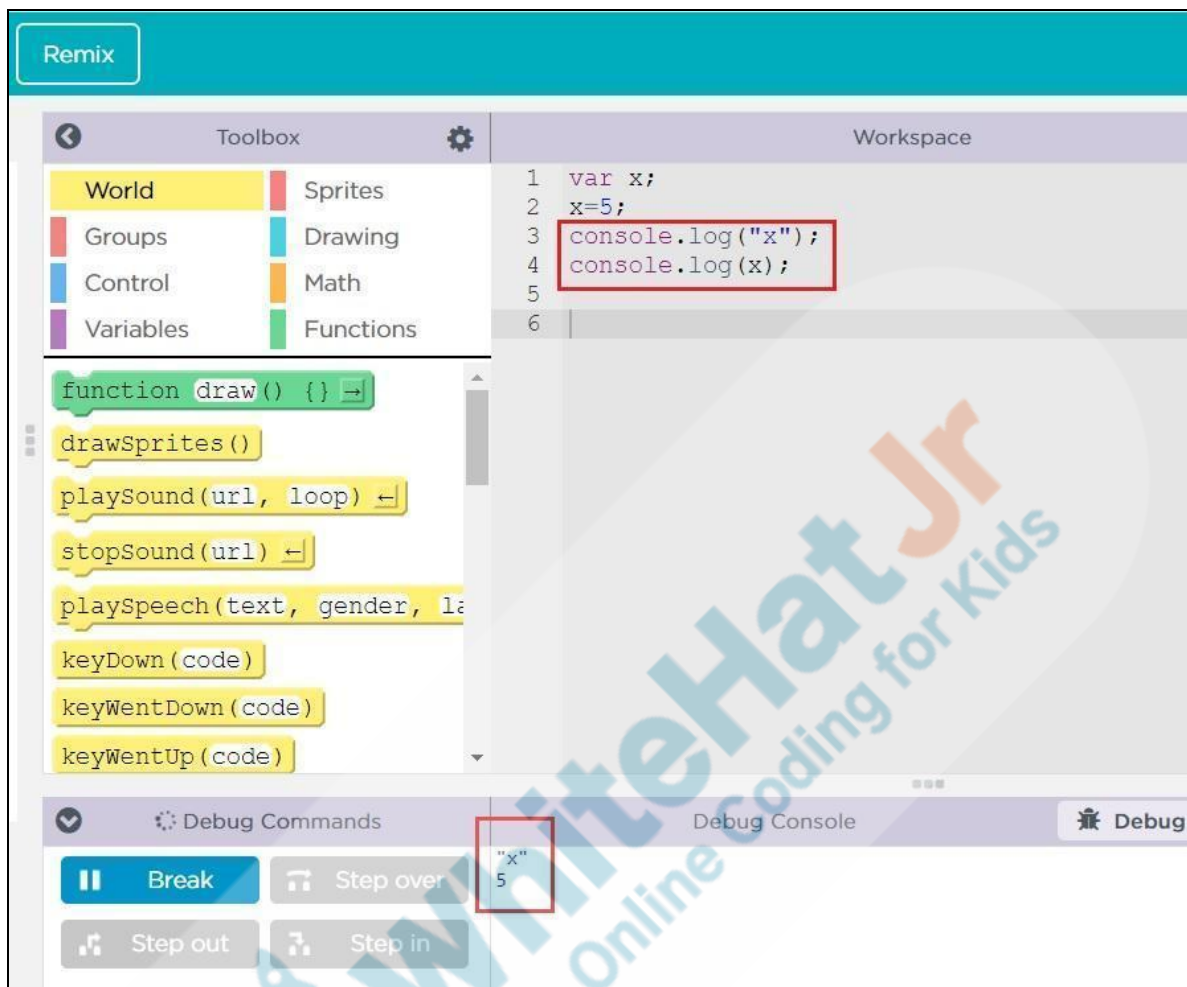 Remix
Toolbox
Workspace
World
Sprites
Groups
Drawing
Control
Math
Variables
Functions
1 var x;
2 x=5;
3 console.log("x");
4 console.log(x);
5
6
function draw() {} →
drawSprites()
playSound(url, loop) ←
stopSound(url) ←
playSpeech(text, gender, la
keyDown(code)
keyWentDown(code)
keyWentUp(code)
Debug Commands
Debug Console
Debug
Break
Step over
Step out
Step in
"x"
5
WhiteHat Jr
Online Coding for Kids